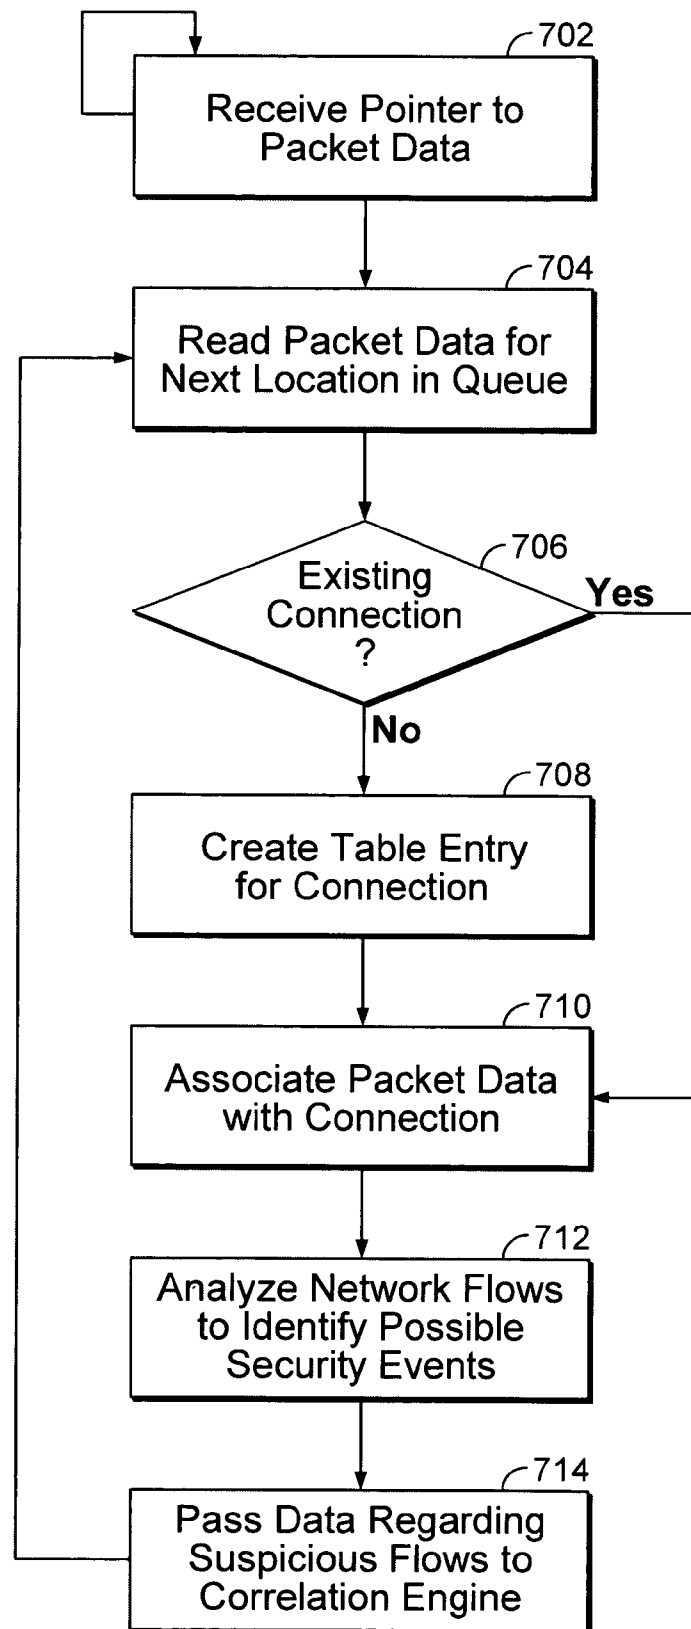 702
Receive Pointer to
Packet Data
704
Read Packet Data for
Next Location in Queue
706
Existing
Connection
?
Yes
No
708
Create Table Entry
for Connection
710
Associate Packet Data
with Connection
712
Analyze Network Flows
to Identify Possible
Security Events
714
Pass Data Regarding
Suspicious Flows to
Correlation Engine